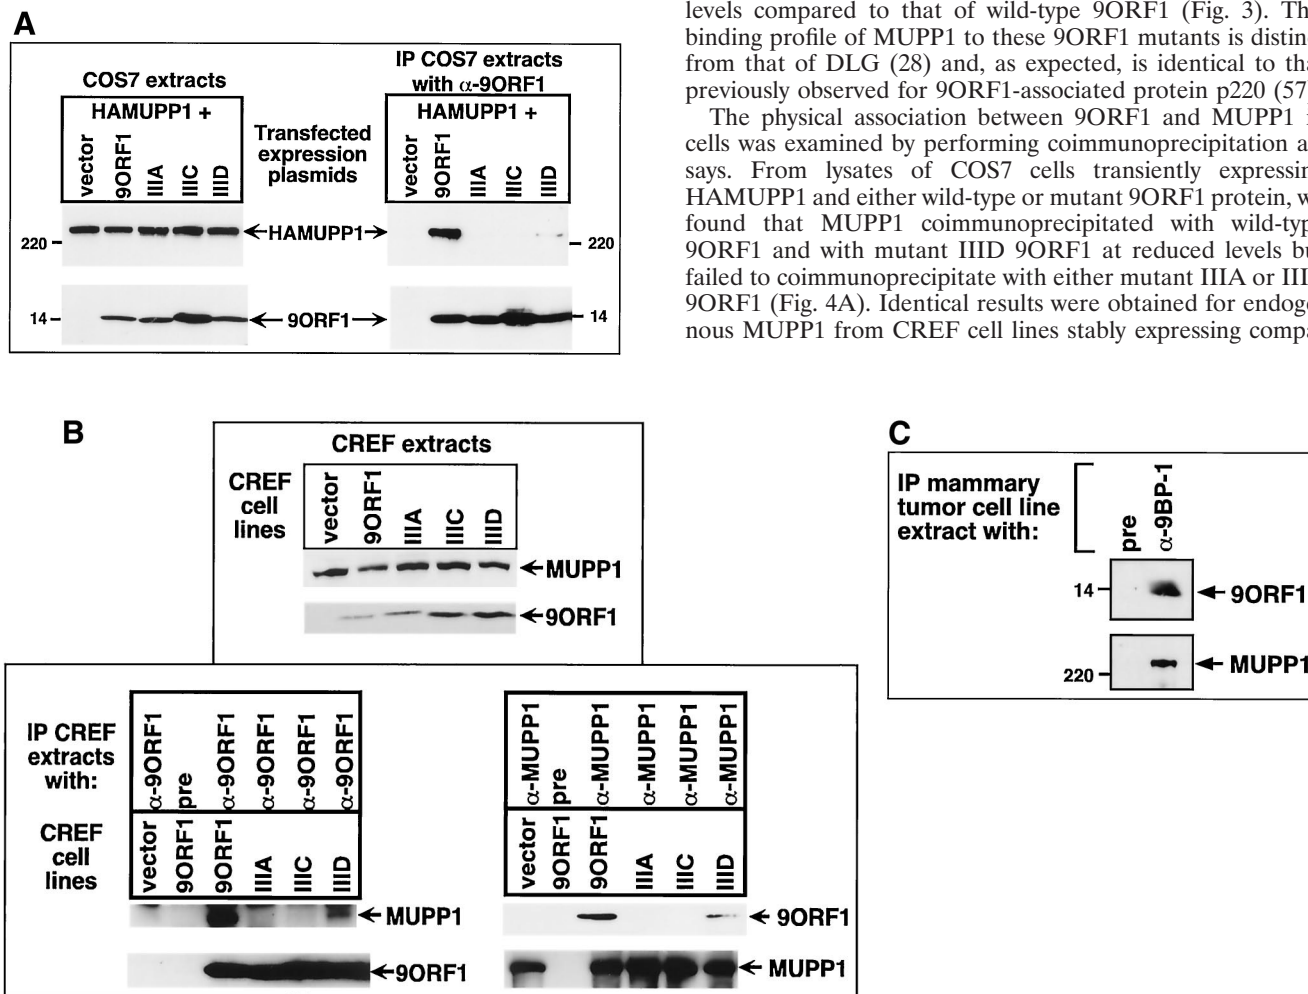 A
COS7 extracts
HAMUPP1 +
vector
9ORF1
IIIA
IIIC
IIID
Transfected
expression
plasmids
IP COS7 extracts
with α-9ORF1
HAMUPP1 +
vector
9ORF1
IIIA
IIIC
IIID
220
HAMUPP1
220
14
9ORF1
14
levels compared to that of wild-type 9ORF1 (Fig. 3). Th
binding profile of MUPP1 to these 9ORF1 mutants is distin
from that of DLG (28) and, as expected, is identical to tha
previously observed for 9ORF1-associated protein p220 (57
The physical association between 9ORF1 and MUPP1
cells was examined by performing coimmunoprecipitation a
says. From lysates of COS7 cells transiently expressin
HAMUPP1 and either wild-type or mutant 9ORF1 protein, w
found that MUPP1 coimmunoprecipitated with wild-typ
9ORF1 and with mutant IIID 9ORF1 at reduced levels bu
failed to coimmunoprecipitate with either mutant IIIA or III
9ORF1 (Fig. 4A). Identical results were obtained for endoge
nous MUPP1 from CREF cell lines stably expressing compa
B
CREF extracts
CREF
cell
lines
vector
9ORF1
IIIA
IIIC
IIID
MUPP1
9ORF1
IP CREF
extracts
with:
α-9ORF1
pre
α-9ORF1
α-9ORF1
α-9ORF1
α-9ORF1
CREF
cell
lines
vector
9ORF1
9ORF1
IIIA
IIIC
IIID
MUPP1
9ORF1
α-MUPP1
pre
α-MUPP1
α-MUPP1
α-MUPP1
α-MUPP1
vector
9ORF1
9ORF1
IIIA
IIIC
IIID
9ORF1
MUPP1
C
IP mammary
tumor cell line
extract with:
pre
α-9BP-1
14
9ORF1
220
MUPP1